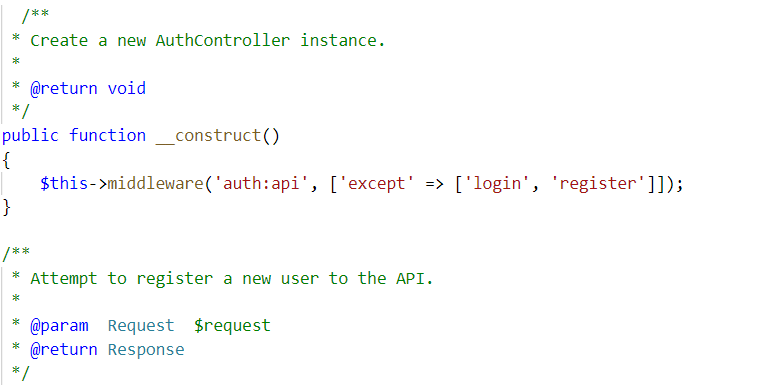 /**
* Create a new AuthController instance.
*
* @return void
*/
public function __construct()
{
$this->middleware('auth:api', ['except' => ['login', 'register']]);
}
/**
* Attempt to register a new user to the API.
*
* @param  Request  $request
* @return Response
*/